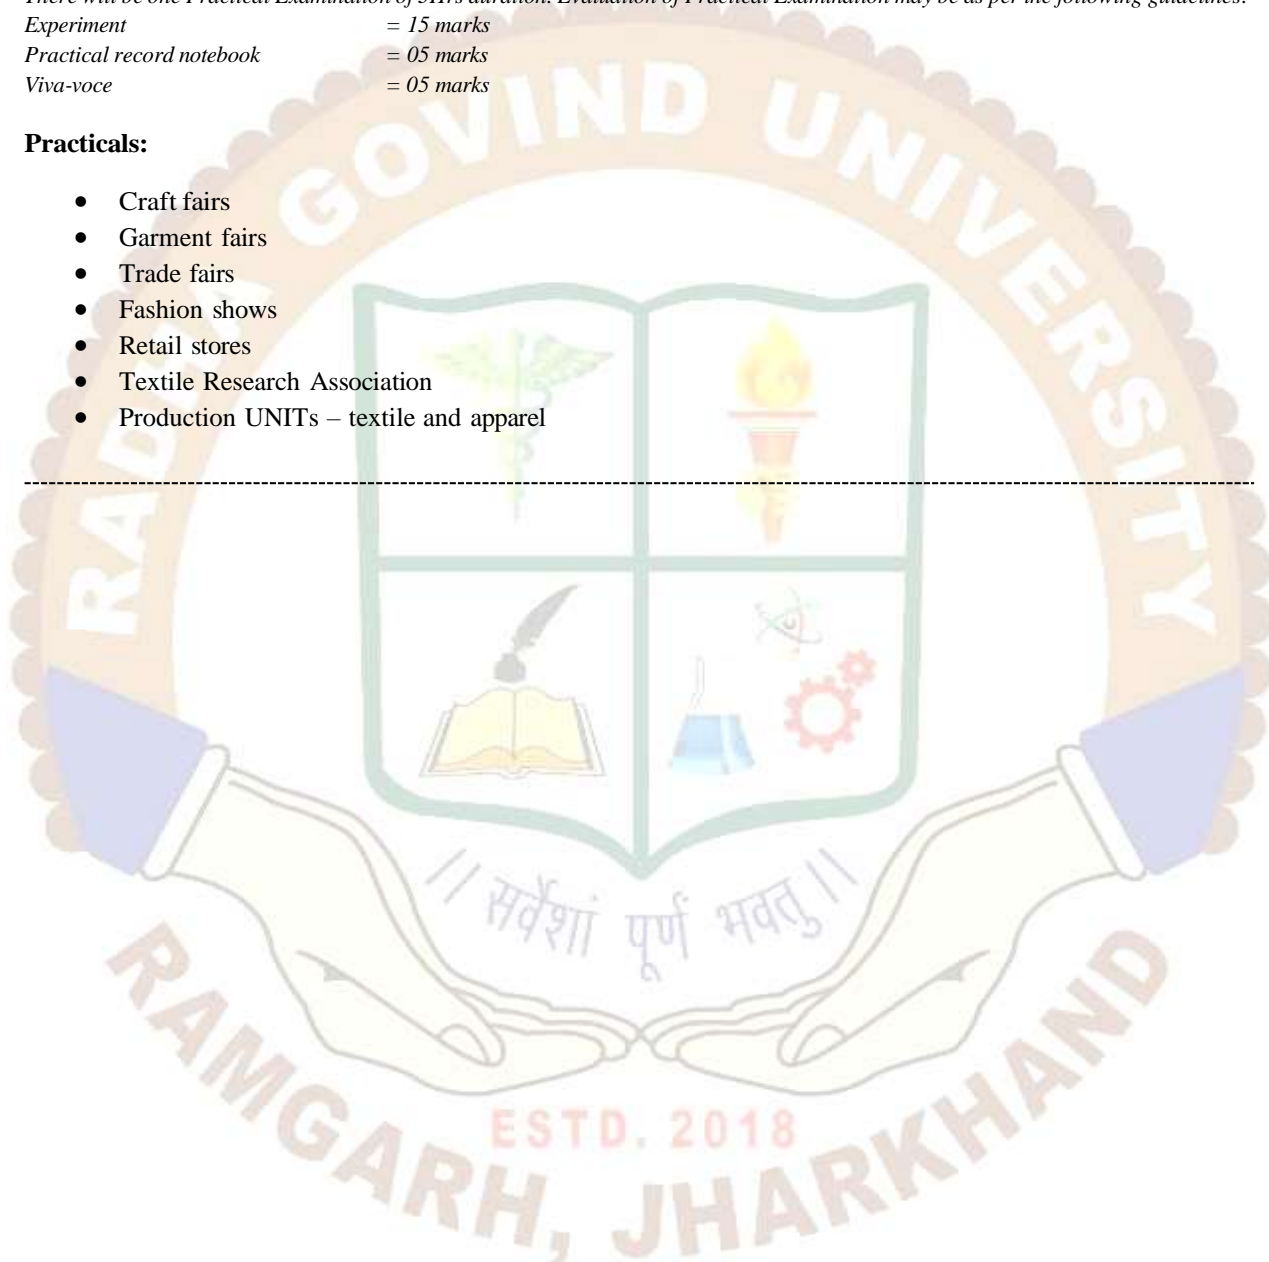 There will be one Practical Examination of 3Hrs duration. Evaluation of Practical Examination may be as per the following guidelines:
Experiment = 15 marks
Practical record notebook = 05 marks
Viva-voce = 05 marks
Practicals:
• Craft fairs
• Garment fairs
• Trade fairs
• Fashion shows
• Retail stores
• Textile Research Association
• Production UNITs – textile and apparel
RADHA GOVIND UNIVERSITY
// सर्वेशां पूर्ण भवतु //
ESTD. 2018
RAMGARH, JHARKHAND